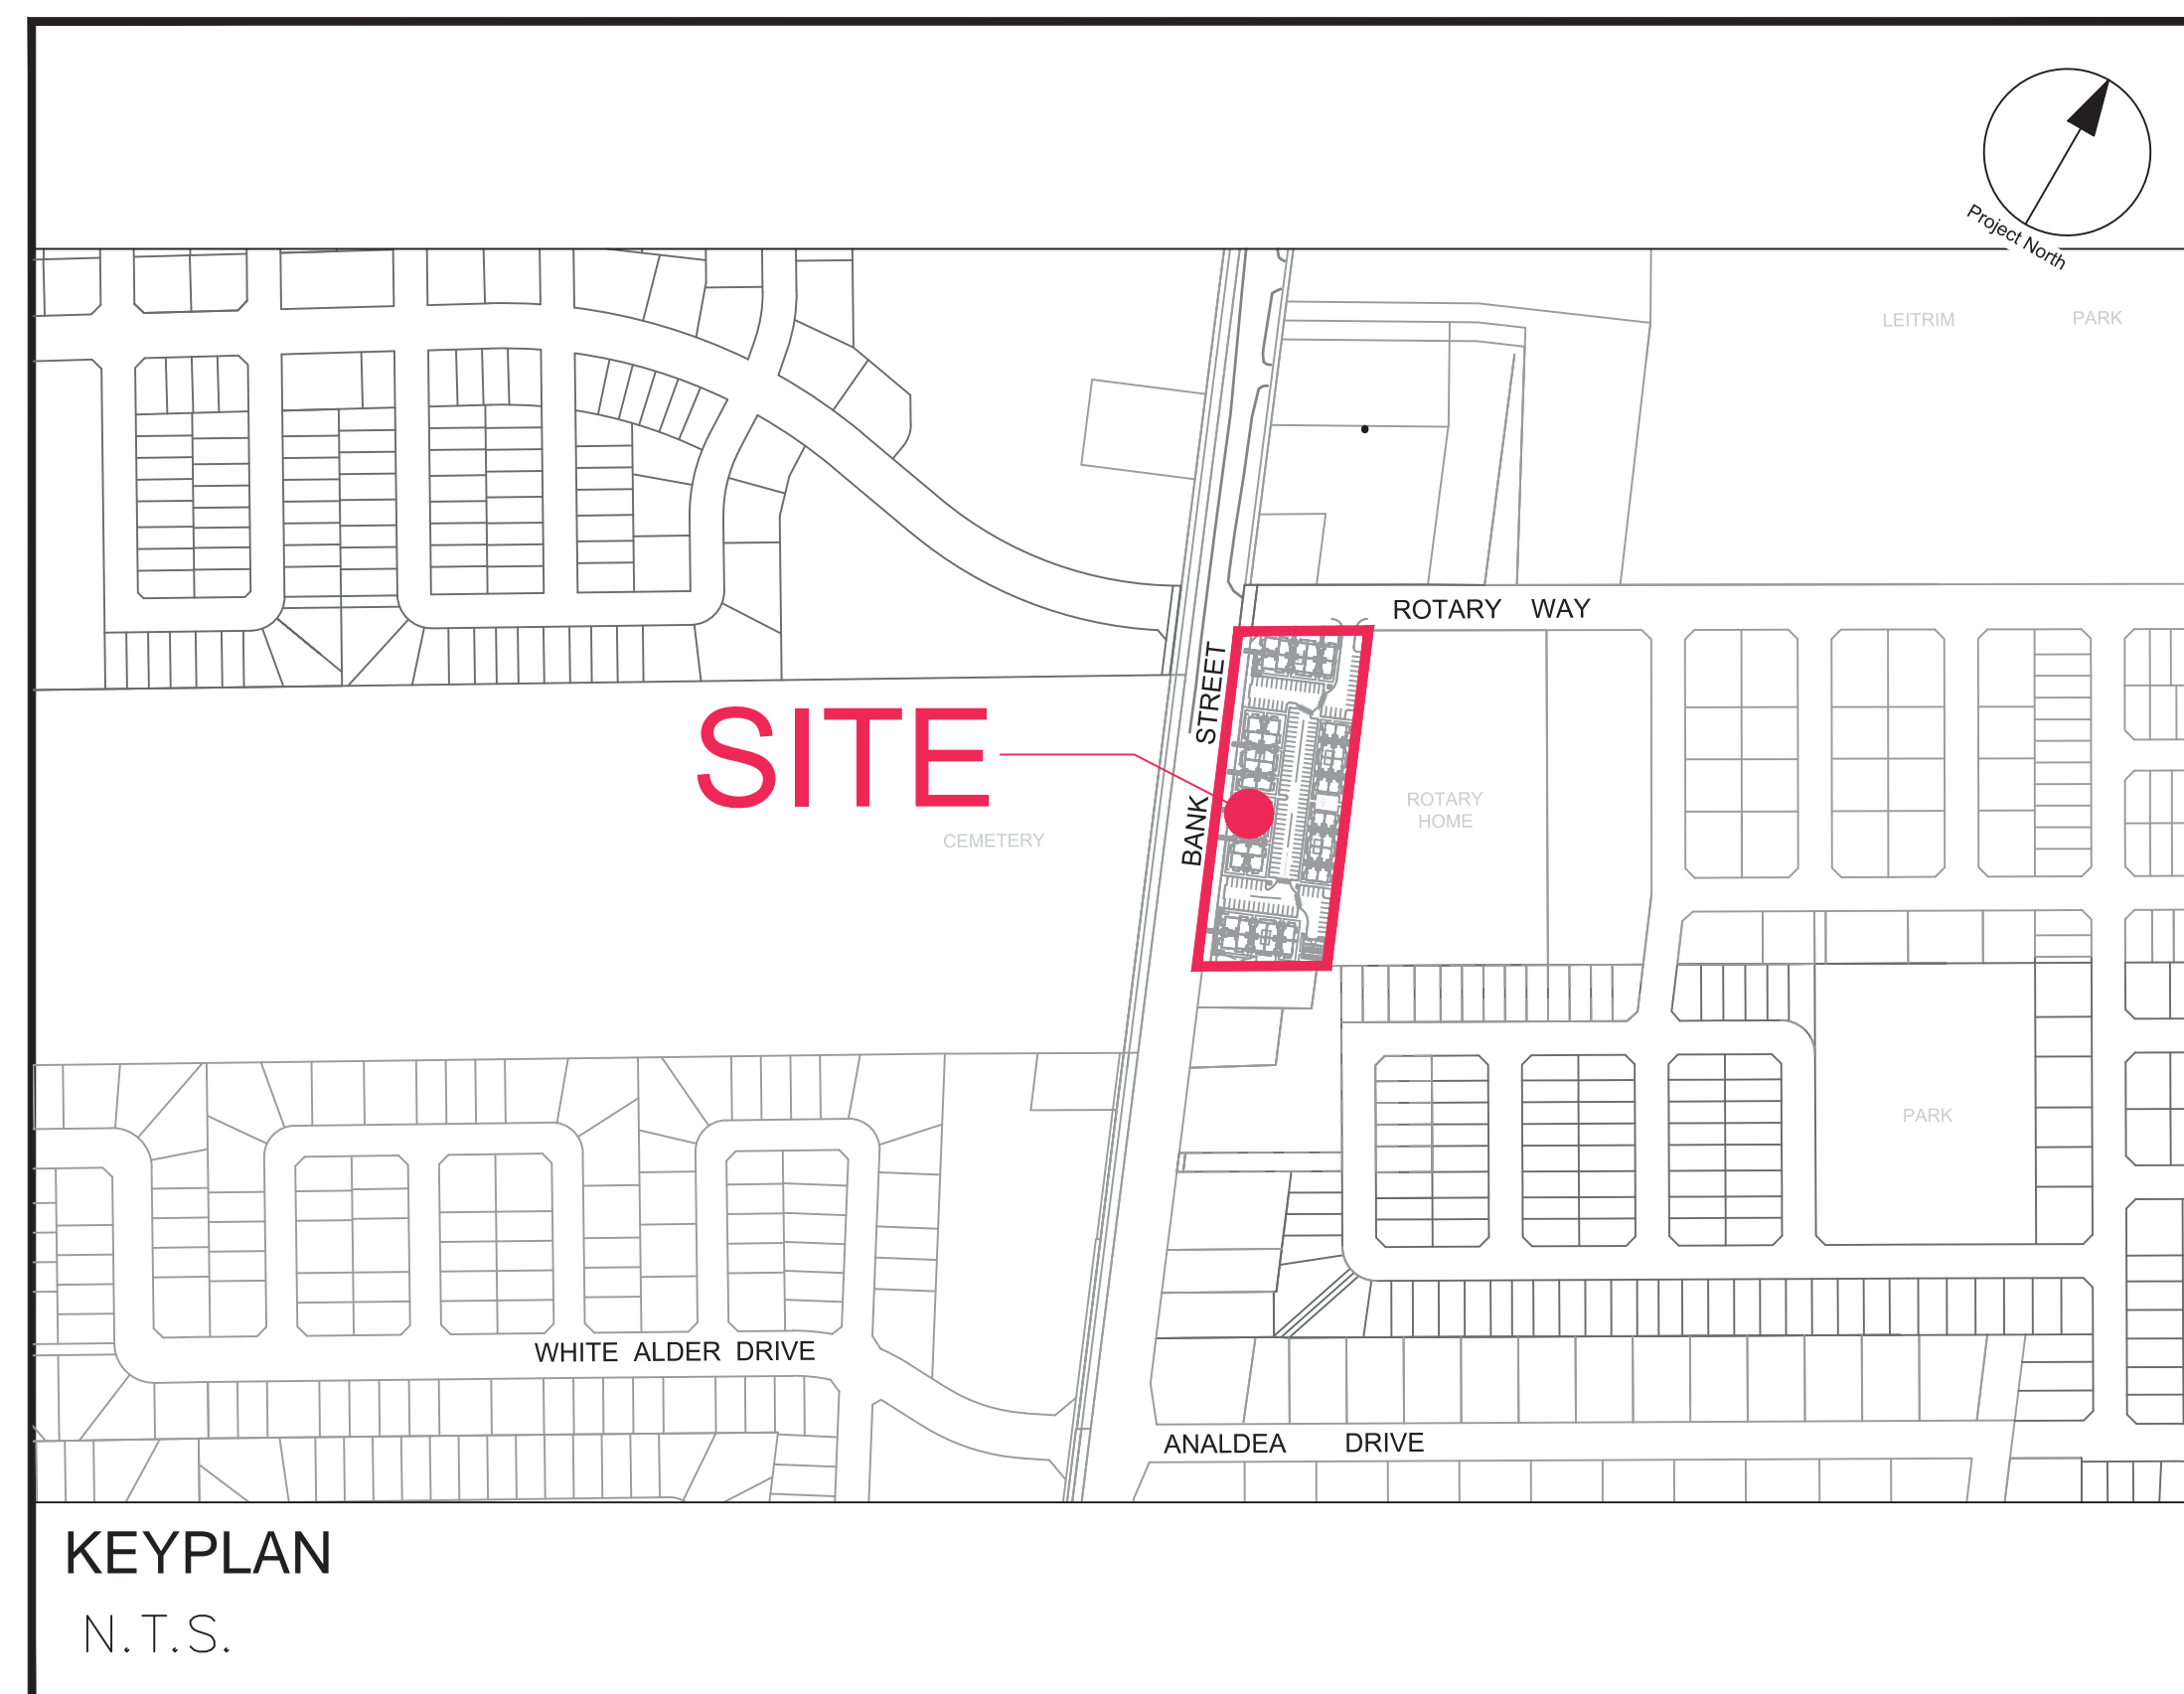 Project North
LEITRIM PARK
ROTARY WAY
BANK STREET
SITE
CEMETERY
ROTARY
HOME
PARK
WHITE ALDER DRIVE
ANALDEA DRIVE
KEYPLAN
N.T.S.